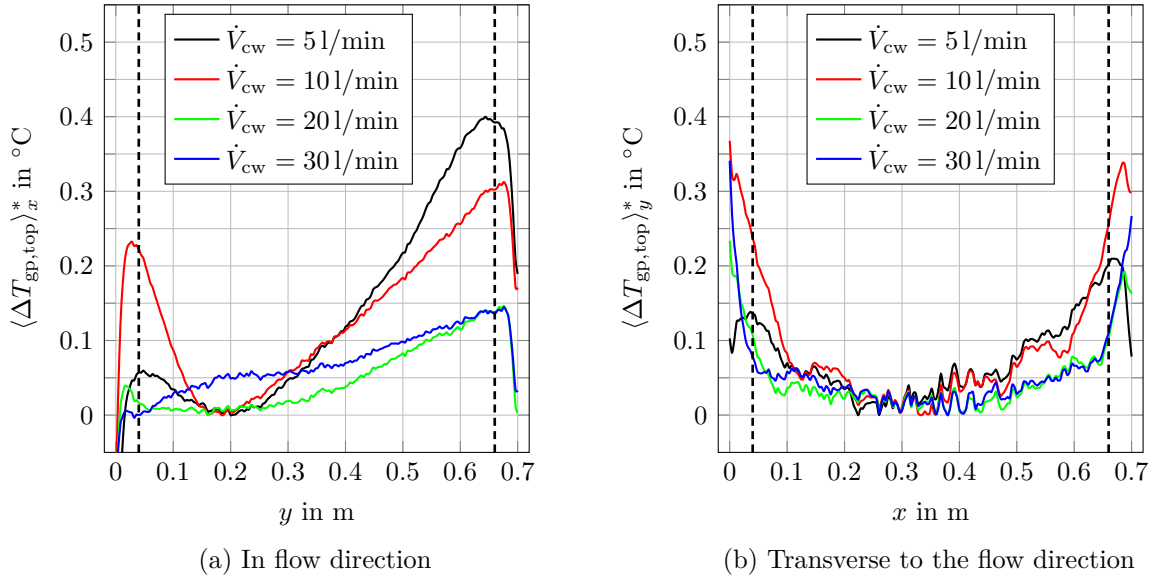 0.5
0.4
0.3
0.2
0.1
0
⟨ΔT_gp,top⟩*_x in °C
V̇_cw = 5 l/min
V̇_cw = 10 l/min
V̇_cw = 20 l/min
V̇_cw = 30 l/min
0 0.1 0.2 0.3 0.4 0.5 0.6 0.7
y in m
(a) In flow direction
0.5
0.4
0.3
0.2
0.1
0
⟨ΔT_gp,top⟩*_y in °C
V̇_cw = 5 l/min
V̇_cw = 10 l/min
V̇_cw = 20 l/min
V̇_cw = 30 l/min
0 0.1 0.2 0.3 0.4 0.5 0.6 0.7
x in m
(b) Transverse to the flow direction